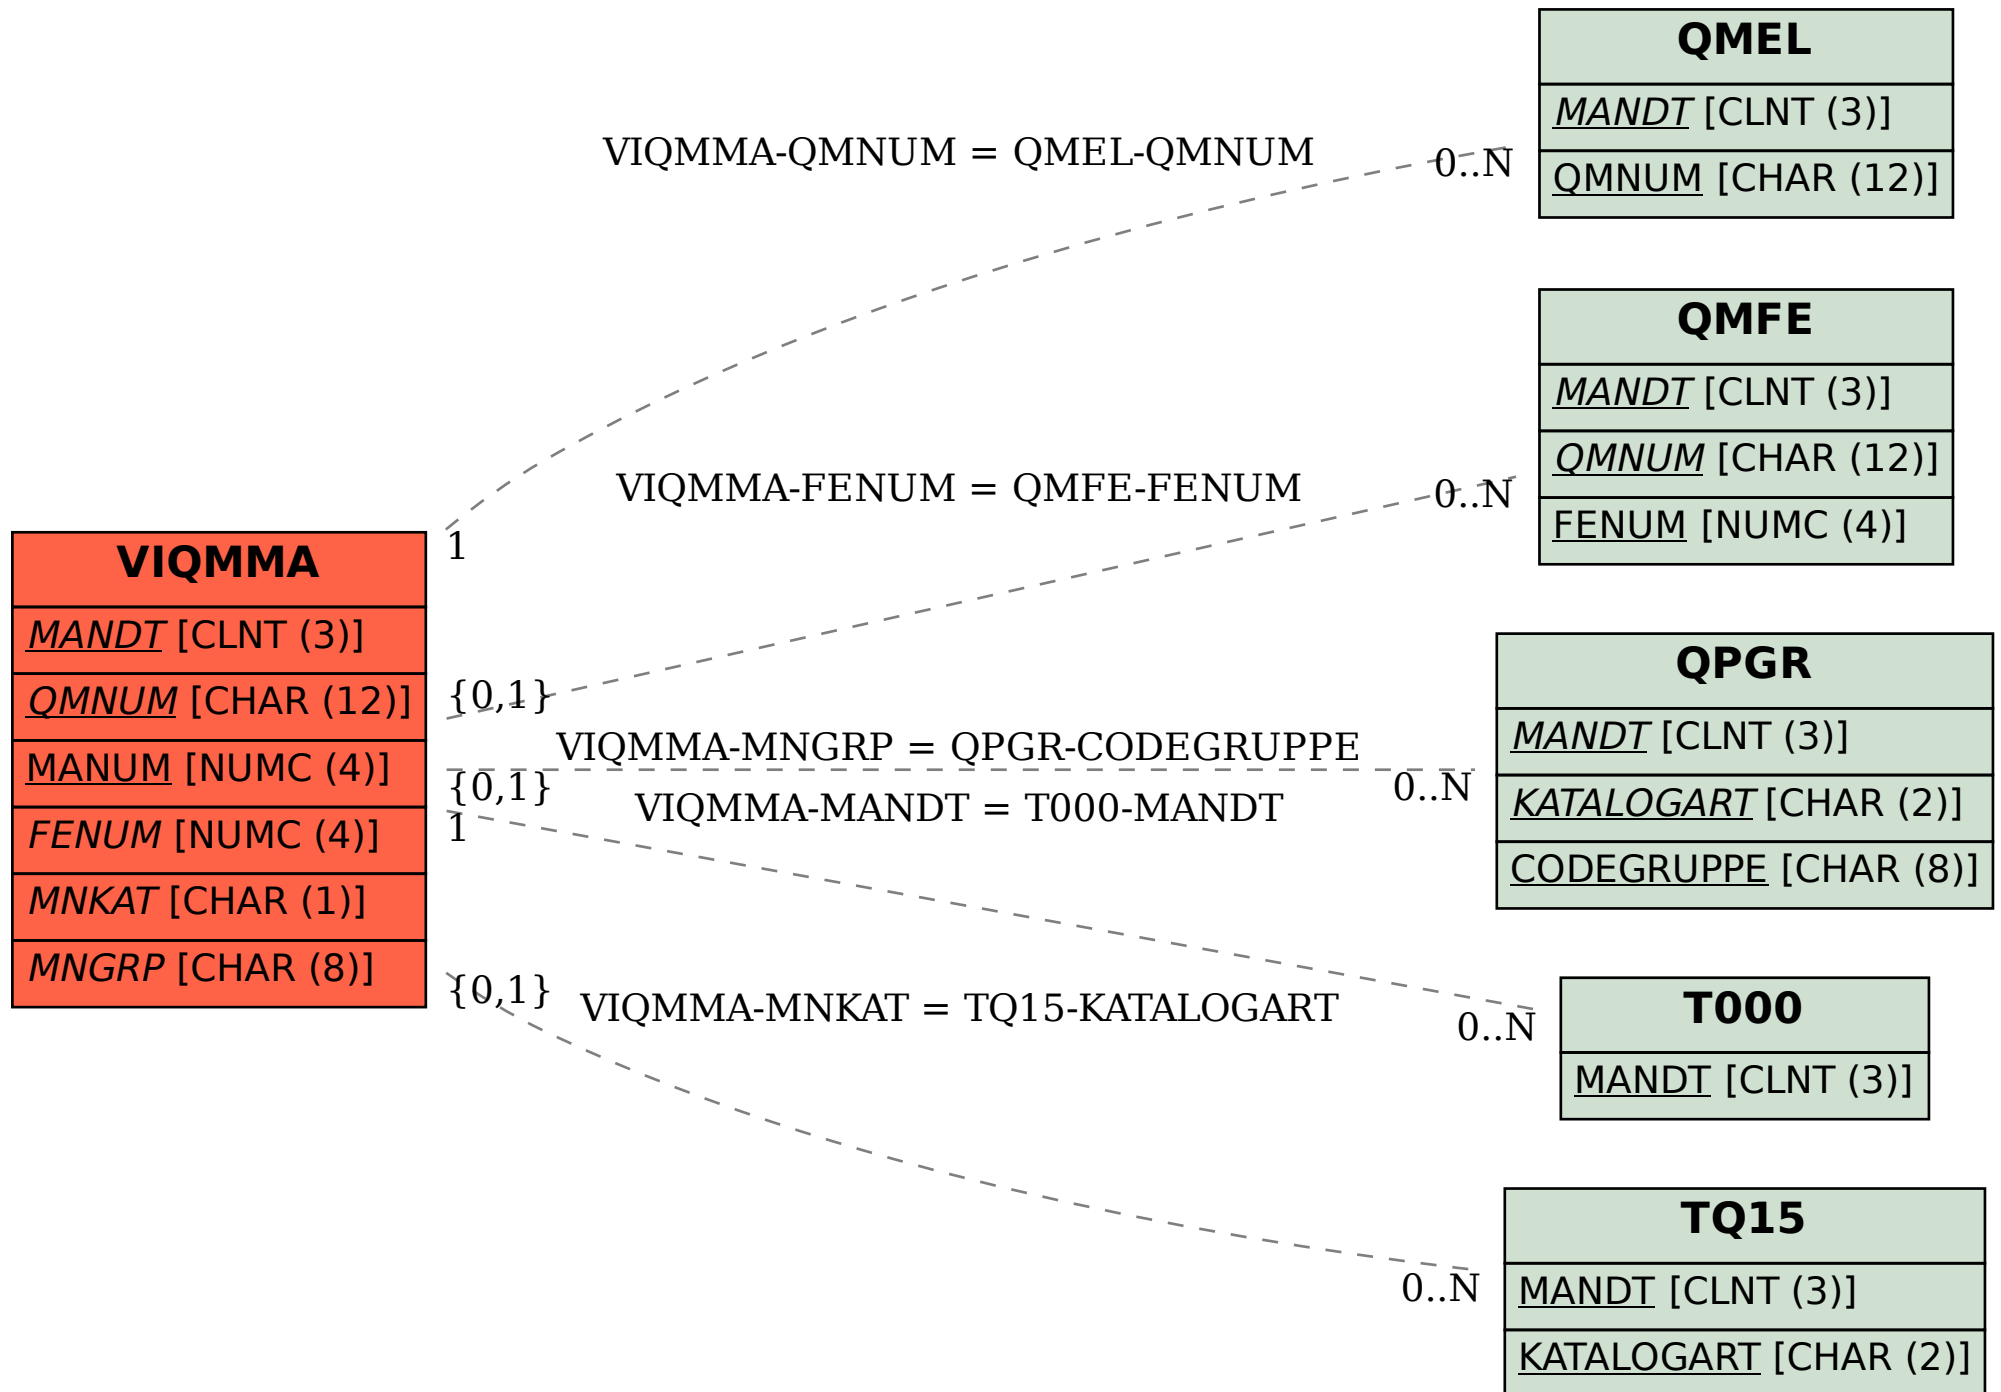 QMEL
MANDT [CLNT (3)]
QMNUM [CHAR (12)]
VIQMMA-QMNUM = QMEL-QMNUM
0..N
1
QMFE
MANDT [CLNT (3)]
QMNUM [CHAR (12)]
FENUM [NUMC (4)]
VIQMMA-FENUM = QMFE-FENUM
0..N
{0,1}
VIQMMA
MANDT [CLNT (3)]
QMNUM [CHAR (12)]
MANUM [NUMC (4)]
FENUM [NUMC (4)]
MNKAT [CHAR (1)]
MNGRP [CHAR (8)]
QPGR
MANDT [CLNT (3)]
KATALOGART [CHAR (2)]
CODEGRUPPE [CHAR (8)]
VIQMMA-MNGRP = QPGR-CODEGRUPPE
0..N
{0,1}
VIQMMA-MANDT = T000-MANDT
1
0..N
T000
MANDT [CLNT (3)]
{0,1}
VIQMMA-MNKAT = TQ15-KATALOGART
0..N
TQ15
MANDT [CLNT (3)]
KATALOGART [CHAR (2)]